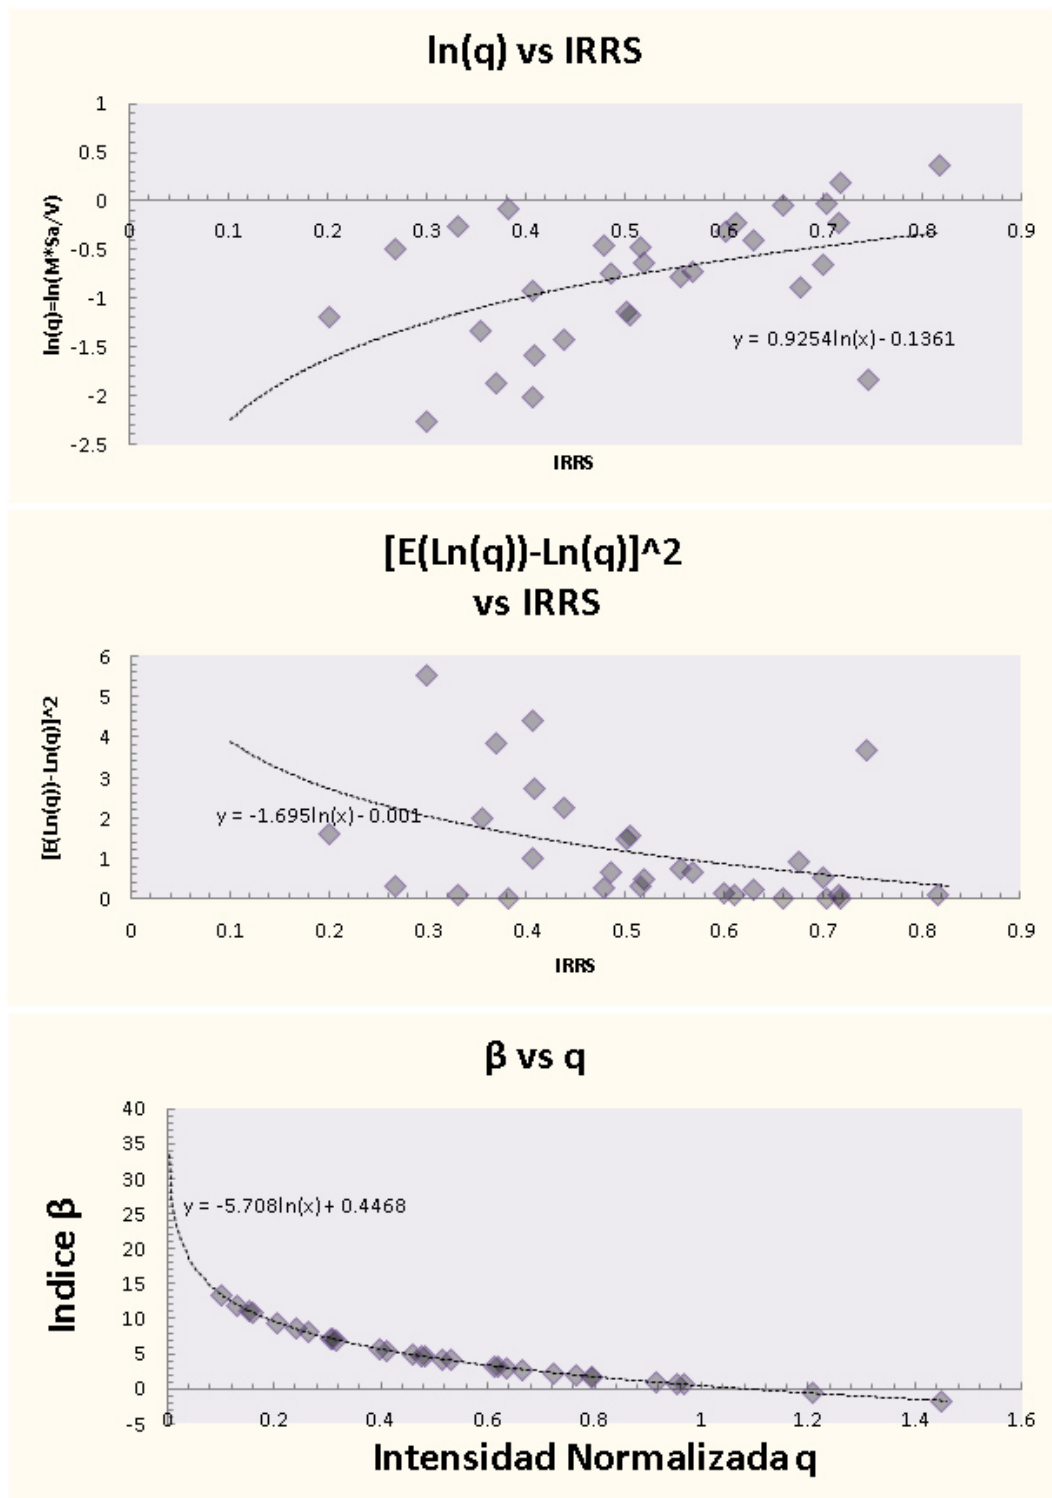 ln(q) vs IRRS
1
0.5
0
0 0.1 0.2 0.3 0.4 0.5 0.6 0.7 0.8 0.9
-0.5
-1
-1.5
-2
-2.5
ln(q)=ln(M*Sa/V)
y = 0.9254ln(x) - 0.1361
IRRS
[E(Ln(q))-Ln(q)]^2
vs IRRS
6
5
4
3
2
1
0
[E(Ln(q))-Ln(q)]^2
y = -1.695ln(x) - 0.001
0 0.1 0.2 0.3 0.4 0.5 0.6 0.7 0.8 0.9
IRRS
β vs q
40
35
30
25
20
15
10
5
0
-5
Indice β
y = -5.708ln(x) + 0.4468
0 0.2 0.4 0.6 0.8 1 1.2 1.4 1.6
Intensidad Normalizada q